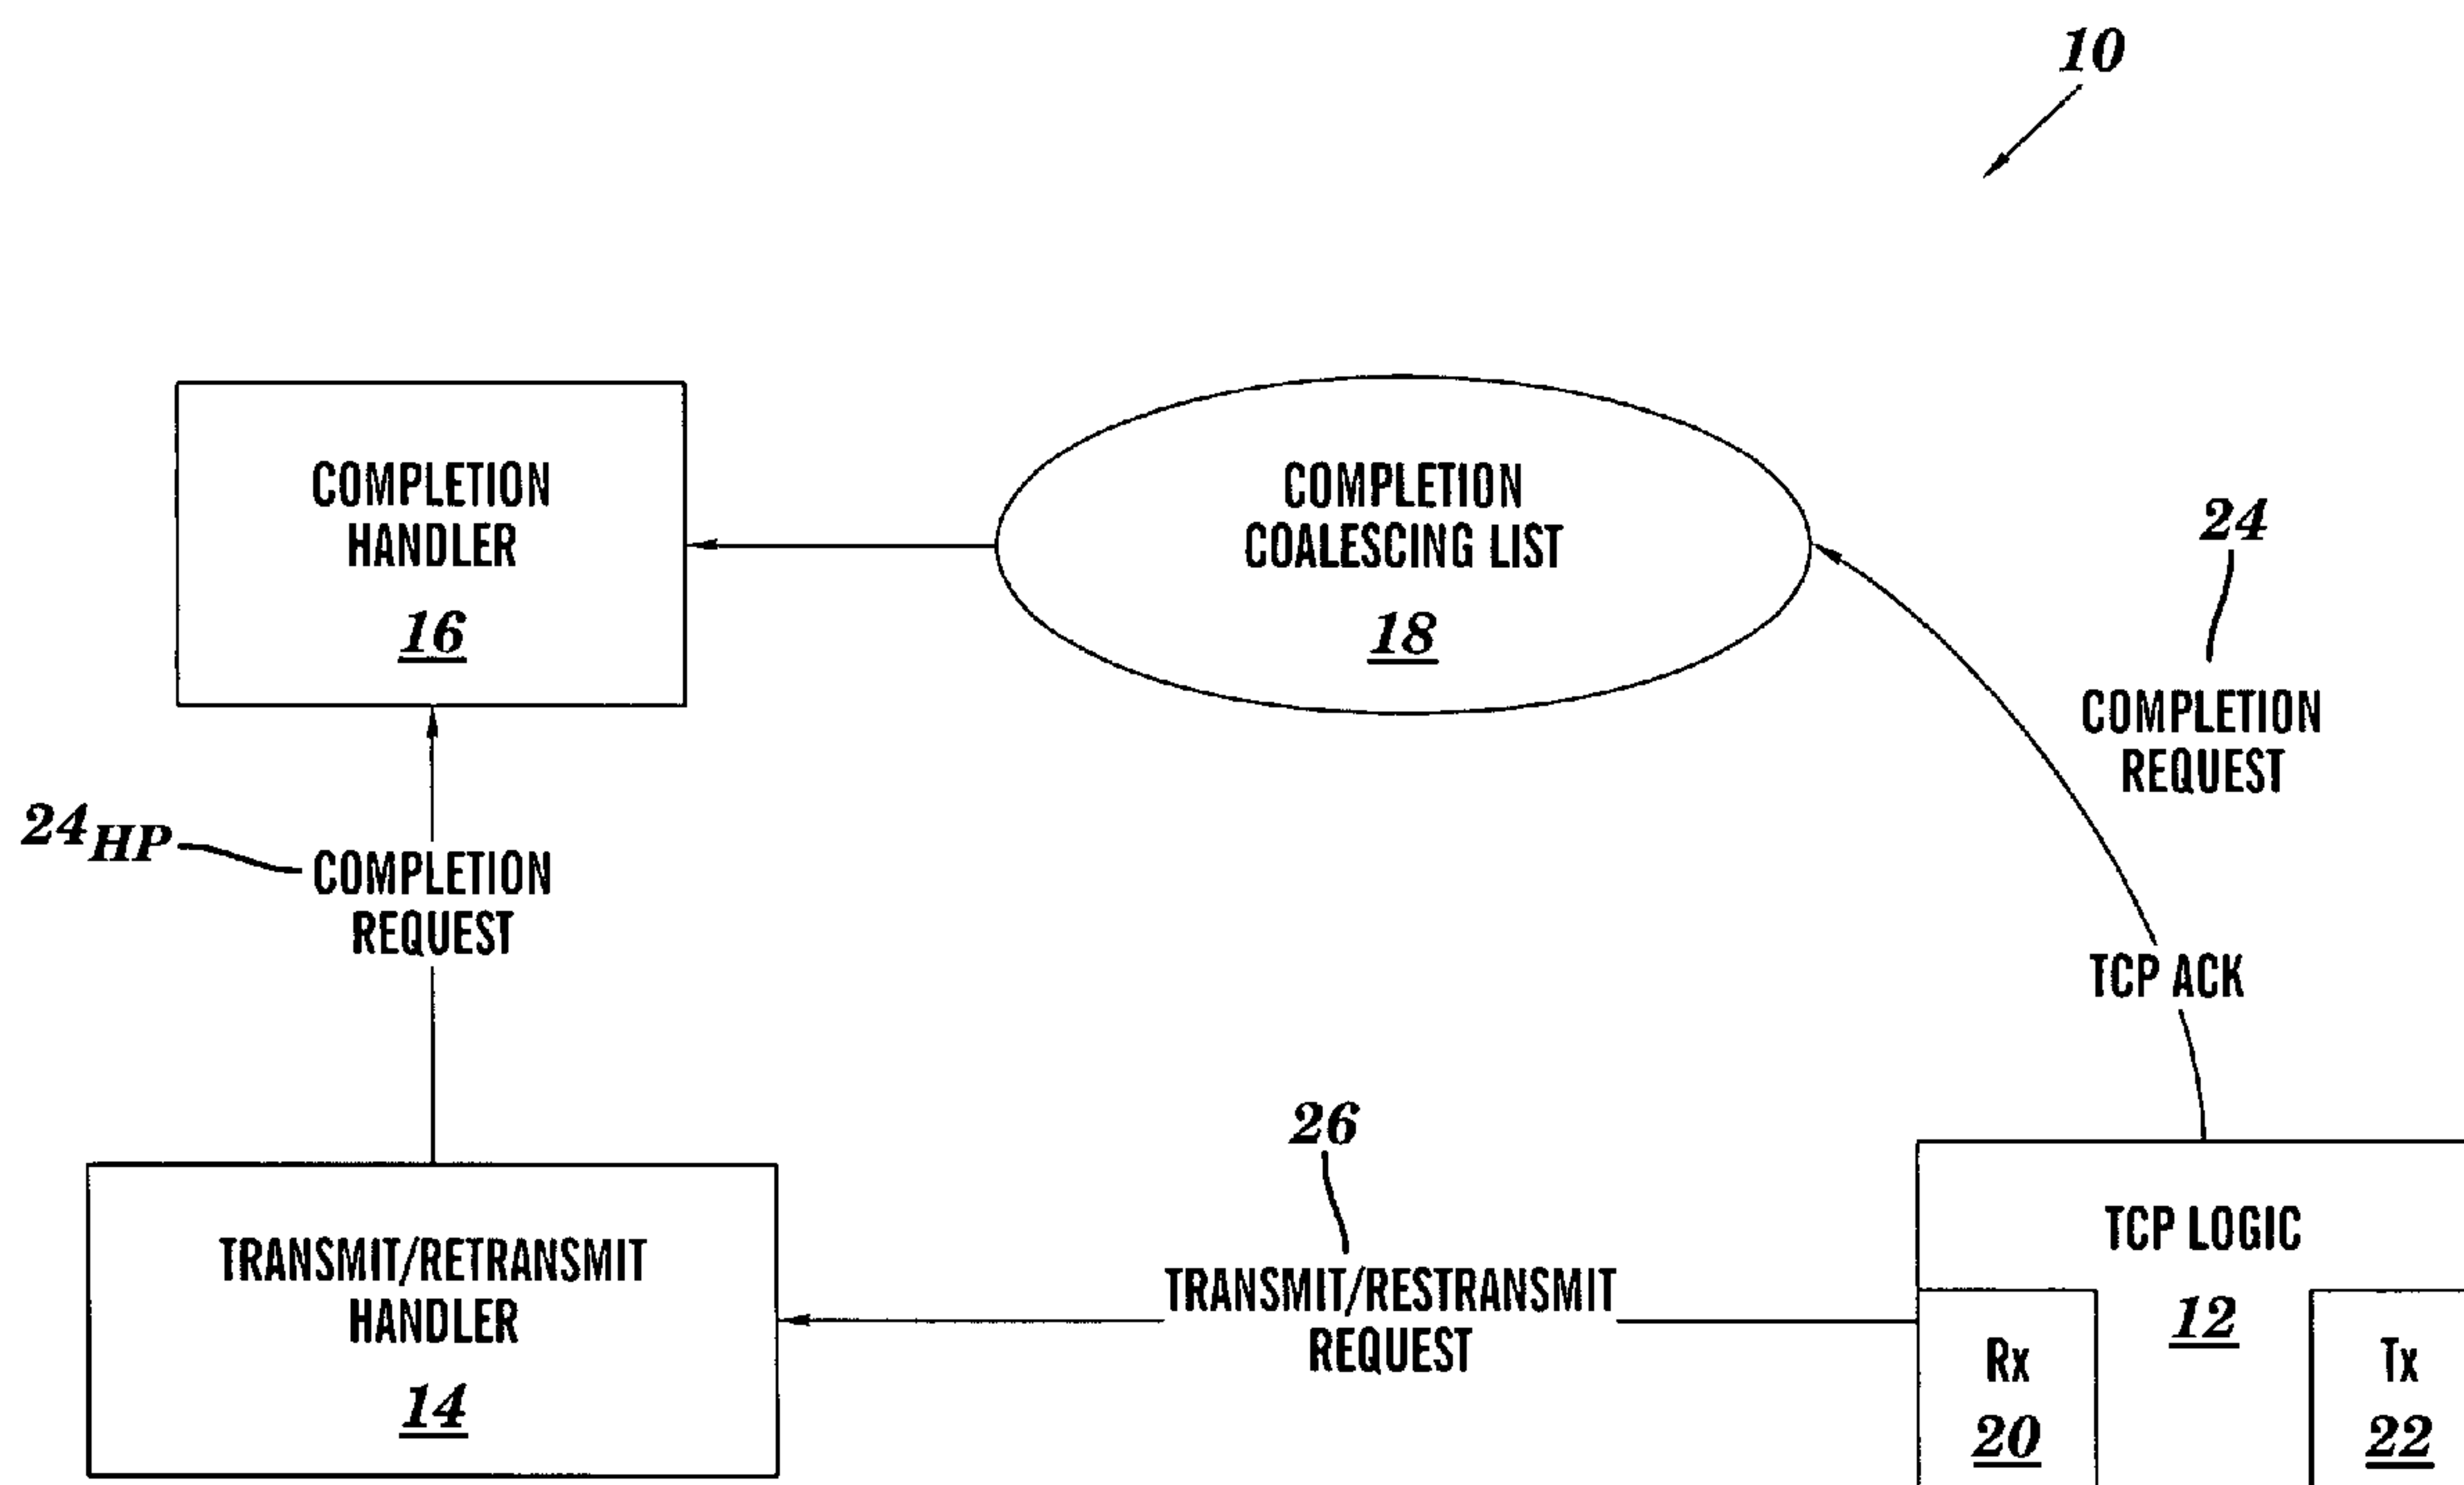 10
COMPLETION
HANDLER
16
COMPLETION
COALESCING LIST
18
24
COMPLETION
REQUEST
24HP
COMPLETION
REQUEST
TCP ACK
26
TRANSMIT/RETRANSMIT
HANDLER
14
TRANSMIT/RESTRANSMIT
REQUEST
TCP LOGIC
12
Rx
20
Tx
22